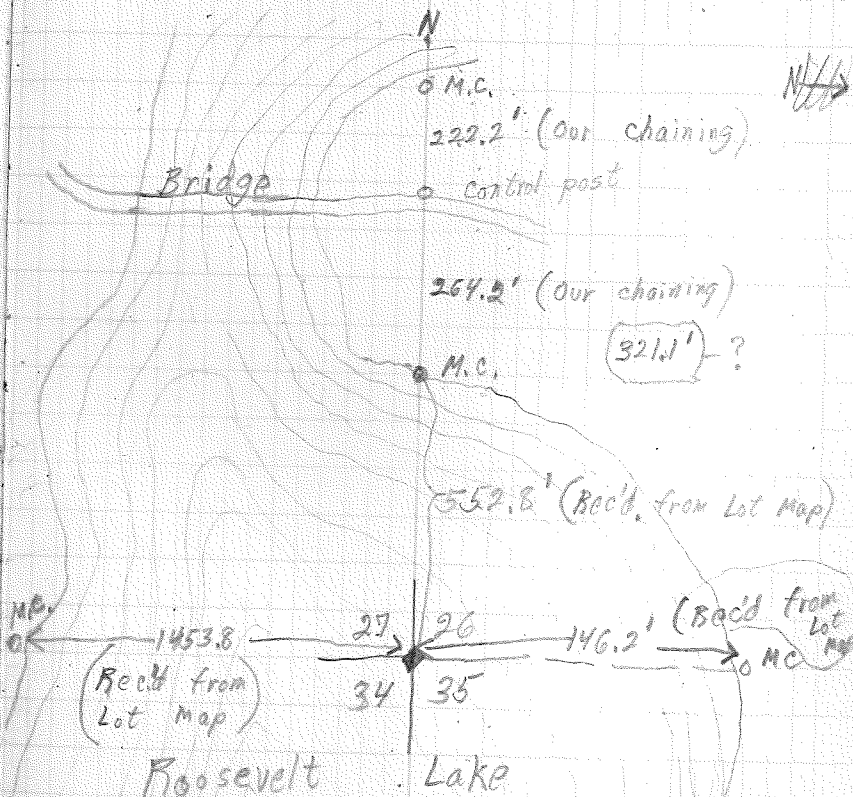 N
M.C.
N
222.2' (Our chaining)
Bridge
Control post
264.2' (Our chaining)
321.1' - ?
M.C.
552.8' (Rec'd. from Lot Map)
M.C.
1453.8
27
26
146.2'
(Rec'd from
Lot
Map
MC
(Rec'd from
Lot Map)
34
35
Roosevelt Lake